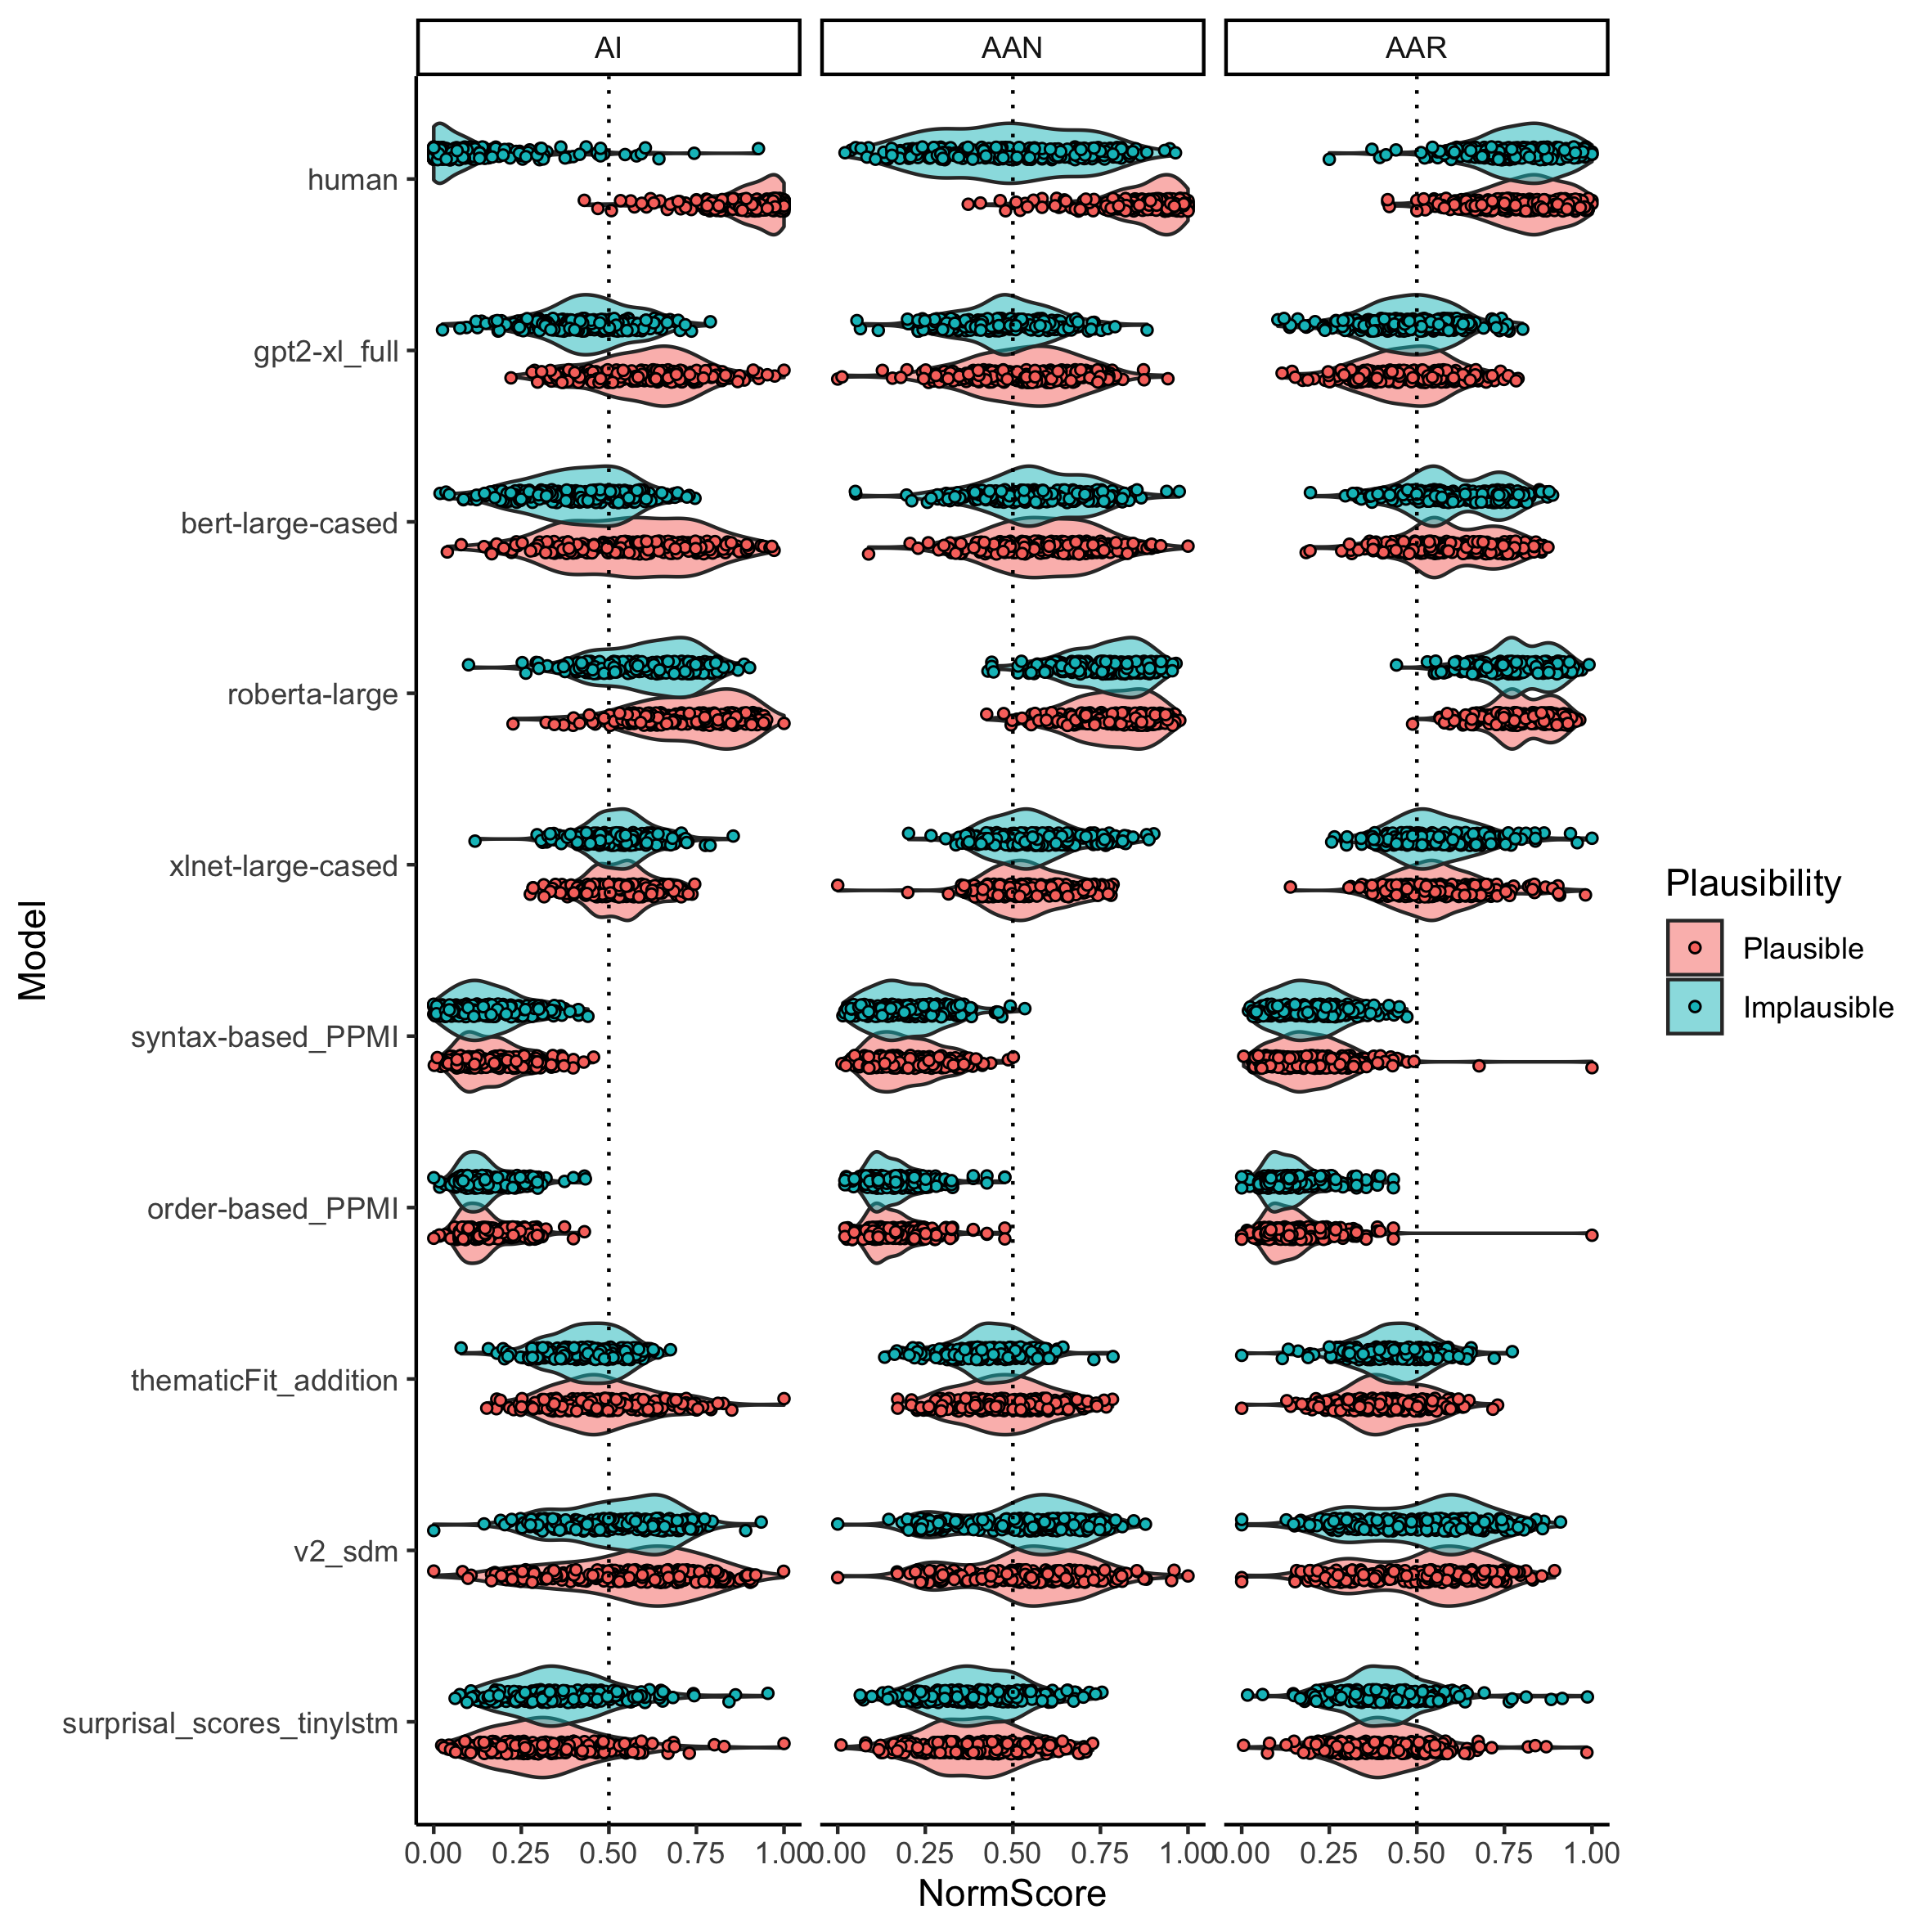 AI AAN AAR
human
gpt2-xl_full
bert-large-cased
roberta-large
xlnet-large-cased
syntax-based_PPMI
order-based_PPMI
thematicFit_addition
v2_sdm
surprisal_scores_tinylstm
Model
0.00 0.25 0.50 0.75 1.00 0.00 0.25 0.50 0.75 1.00 0.00 0.25 0.50 0.75 1.00
NormScore
Plausibility
Plausible
Implausible